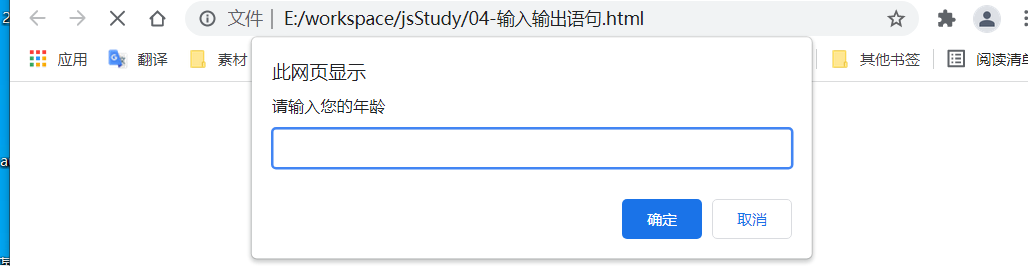 文件 | E:/workspace/jsStudy/04-输入输出语句.html
应用 翻译 素材 其他书签 阅读清单
此网页显示
请输入您的年龄
确定 取消